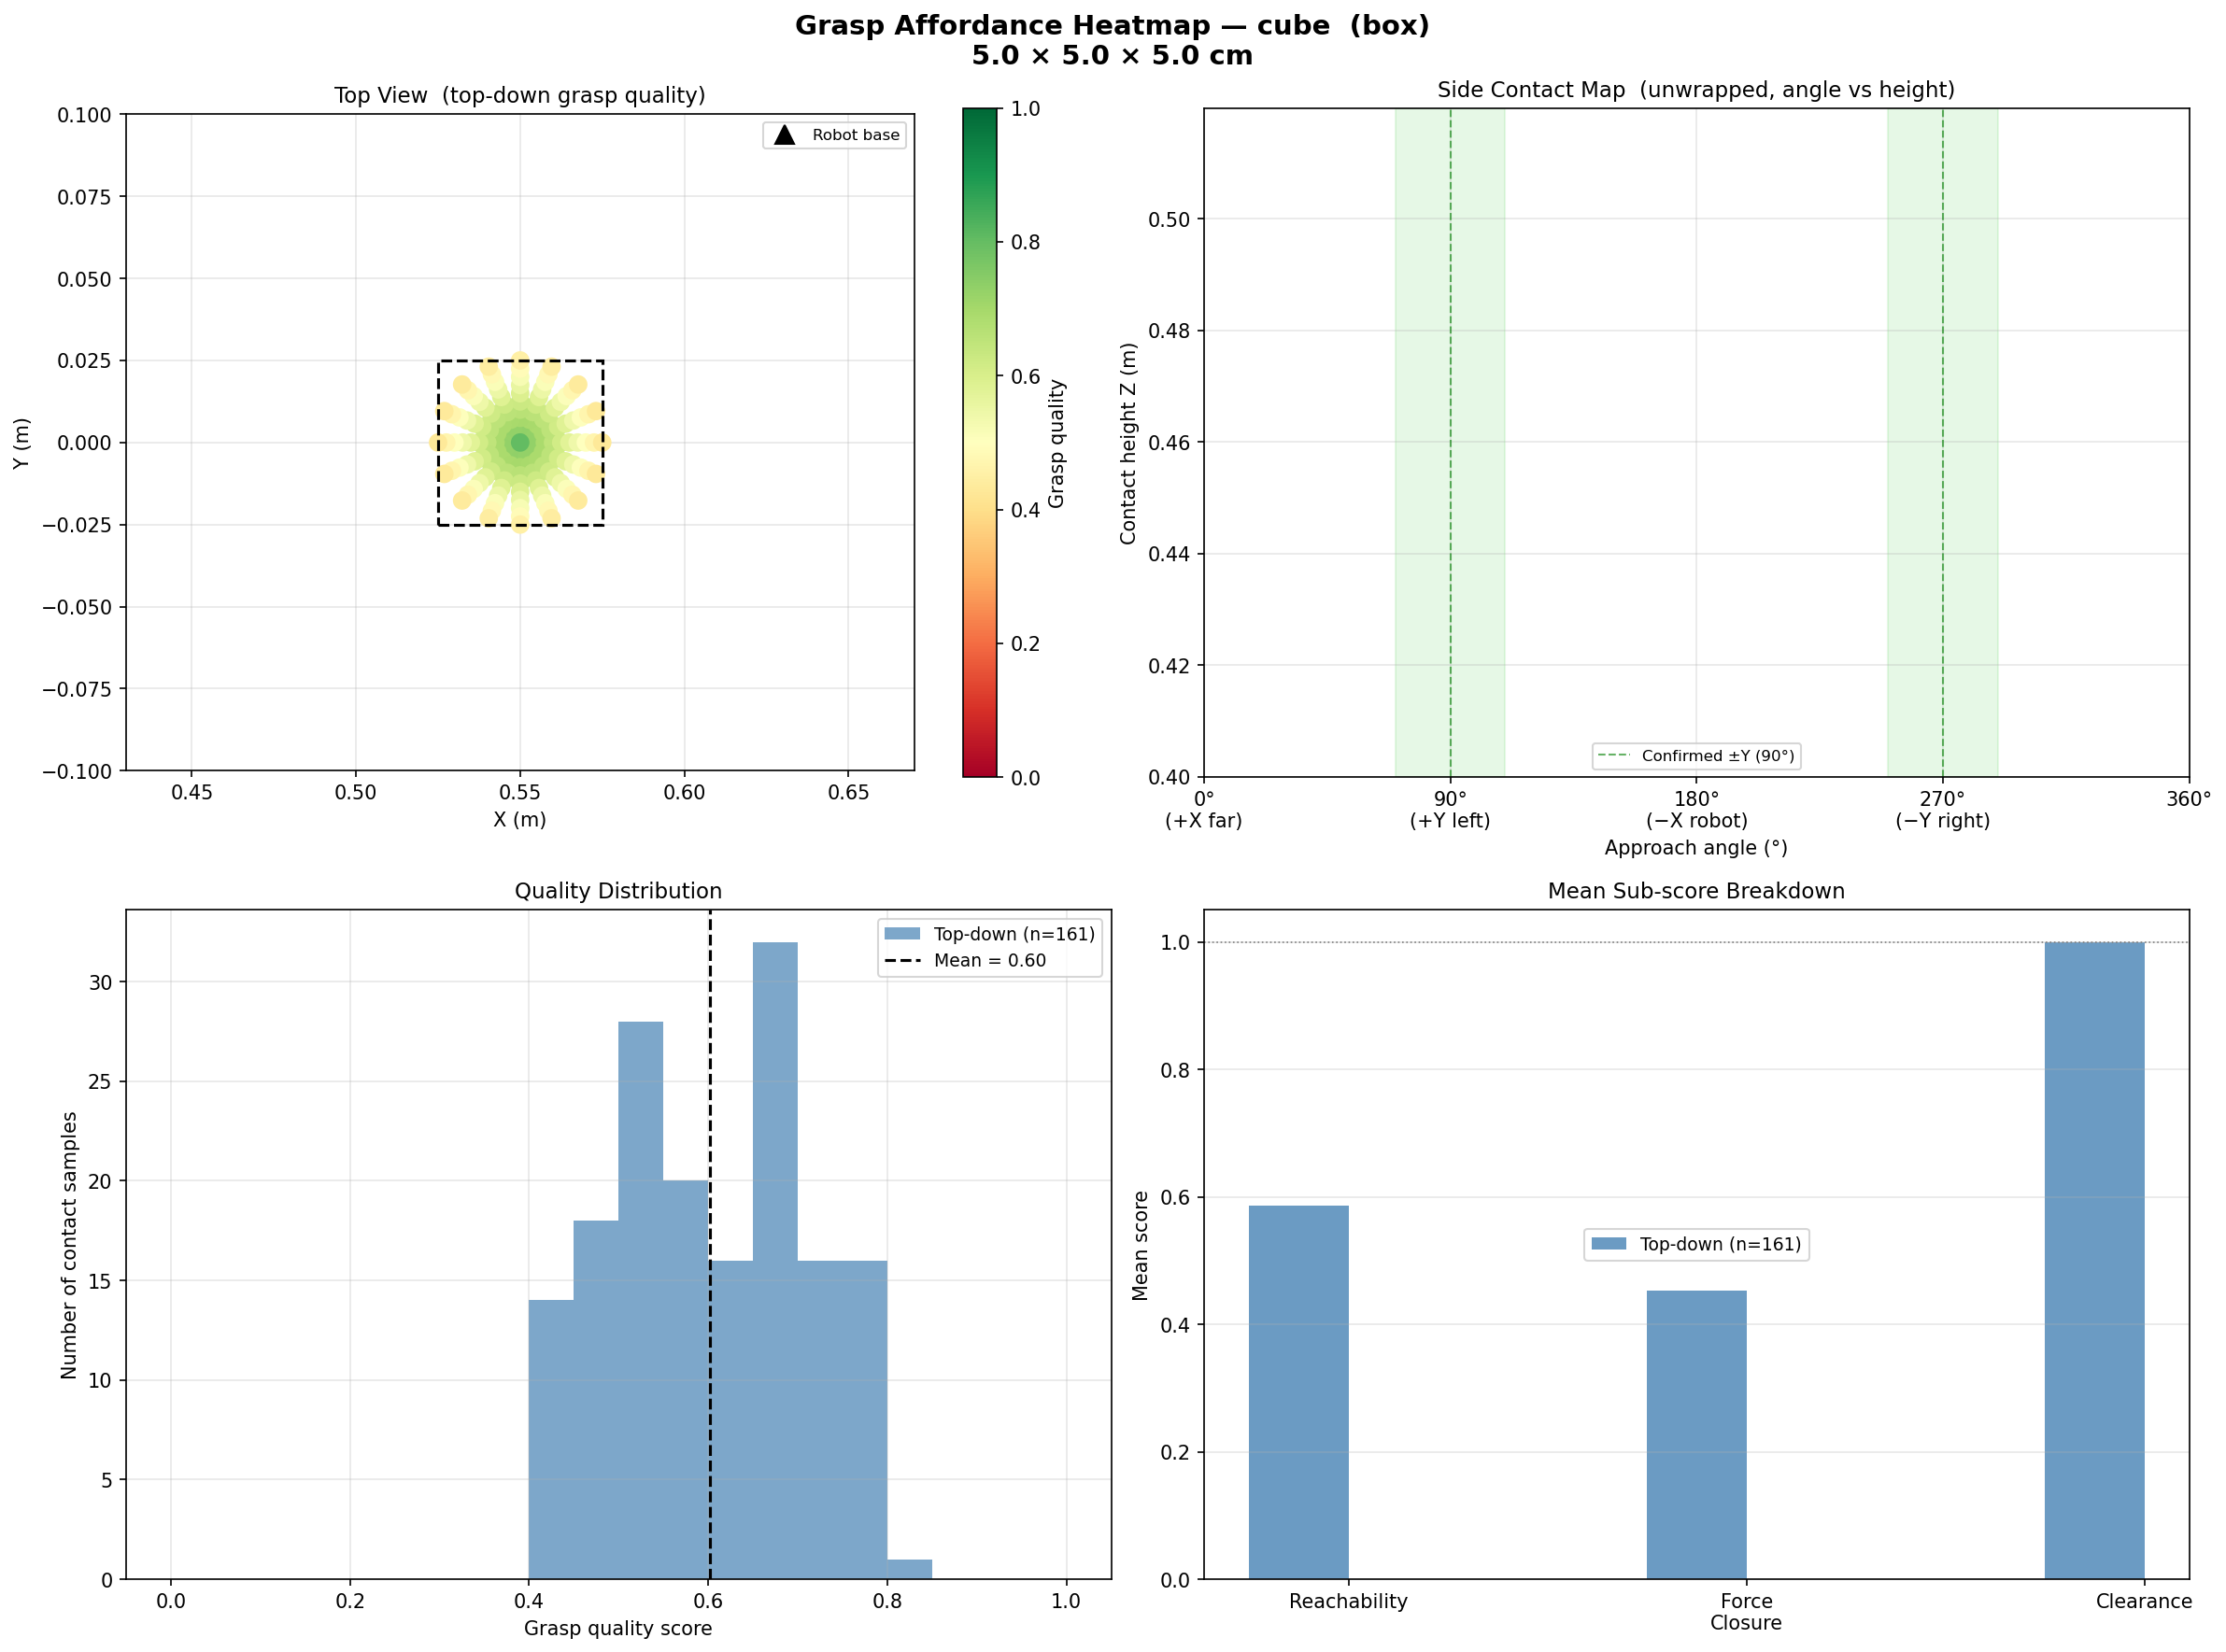 Grasp Affordance Heatmap — cube  (box)
5.0 × 5.0 × 5.0 cm
Top View  (top-down grasp quality)
Robot base
0.100
0.075
0.050
0.025
0.000
−0.025
−0.050
−0.075
−0.100
Y (m)
0.45
0.50
0.55
0.60
0.65
X (m)
1.0
0.8
0.6
0.4
0.2
0.0
Grasp quality
Side Contact Map  (unwrapped, angle vs height)
0.50
0.48
0.46
0.44
0.42
0.40
Contact height Z (m)
Confirmed ±Y (90°)
0°
(+X far)
90°
(+Y left)
180°
(−X robot)
270°
(−Y right)
360°
Approach angle (°)
Quality Distribution
Top-down (n=161)
Mean = 0.60
30
25
20
15
10
5
0
Number of contact samples
0.0
0.2
0.4
0.6
0.8
1.0
Grasp quality score
Mean Sub-score Breakdown
1.0
0.8
0.6
0.4
0.2
0.0
Mean score
Top-down (n=161)
Reachability
Force
Closure
Clearance